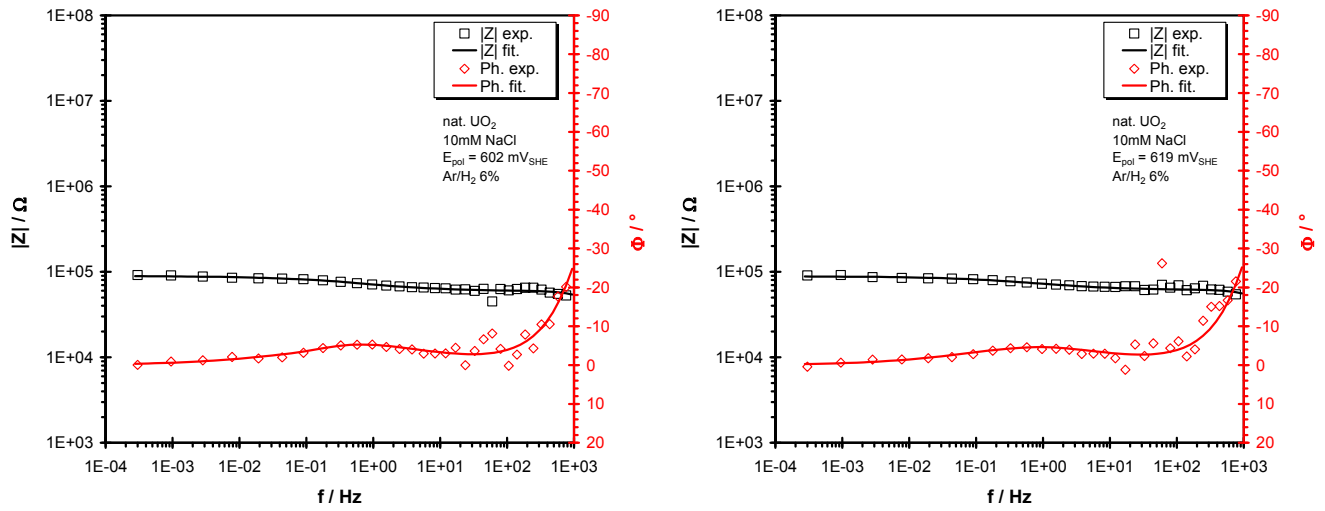 1E+08
1E+07
1E+06
1E+05
1E+04
1E+03
|Z| / Ω
-90
-80
-70
-60
-50
-40
-30
-20
-10
0
10
20
Φ / °
|Z| exp.
|Z| fit.
Ph. exp.
Ph. fit.
nat. UO2
10mM NaCl
Epol = 602 mVSHE
Ar/H2 6%
1E-04 1E-03 1E-02 1E-01 1E+00 1E+01 1E+02 1E+03
f / Hz
1E+08
1E+07
1E+06
1E+05
1E+04
1E+03
|Z| / Ω
-90
-80
-70
-60
-50
-40
-30
-20
-10
0
10
20
Φ / °
|Z| exp.
|Z| fit.
Ph. exp.
Ph. fit.
nat. UO2
10mM NaCl
Epol = 619 mVSHE
Ar/H2 6%
1E-04 1E-03 1E-02 1E-01 1E+00 1E+01 1E+02 1E+03
f / Hz